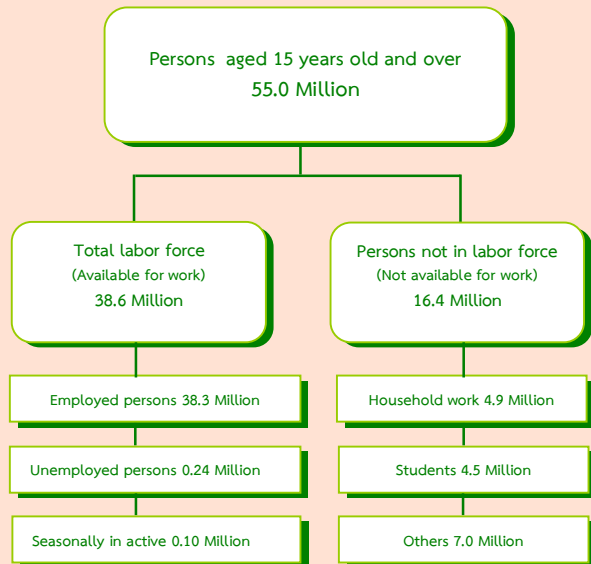 Persons aged 15 years old and over
55.0 Million
Total labor force
(Available for work)
38.6 Million
Persons not in labor force
(Not available for work)
16.4 Million
Employed persons 38.3 Million
Household work 4.9 Million
Unemployed persons 0.24 Million
Students 4.5 Million
Seasonally in active 0.10 Million
Others 7.0 Million